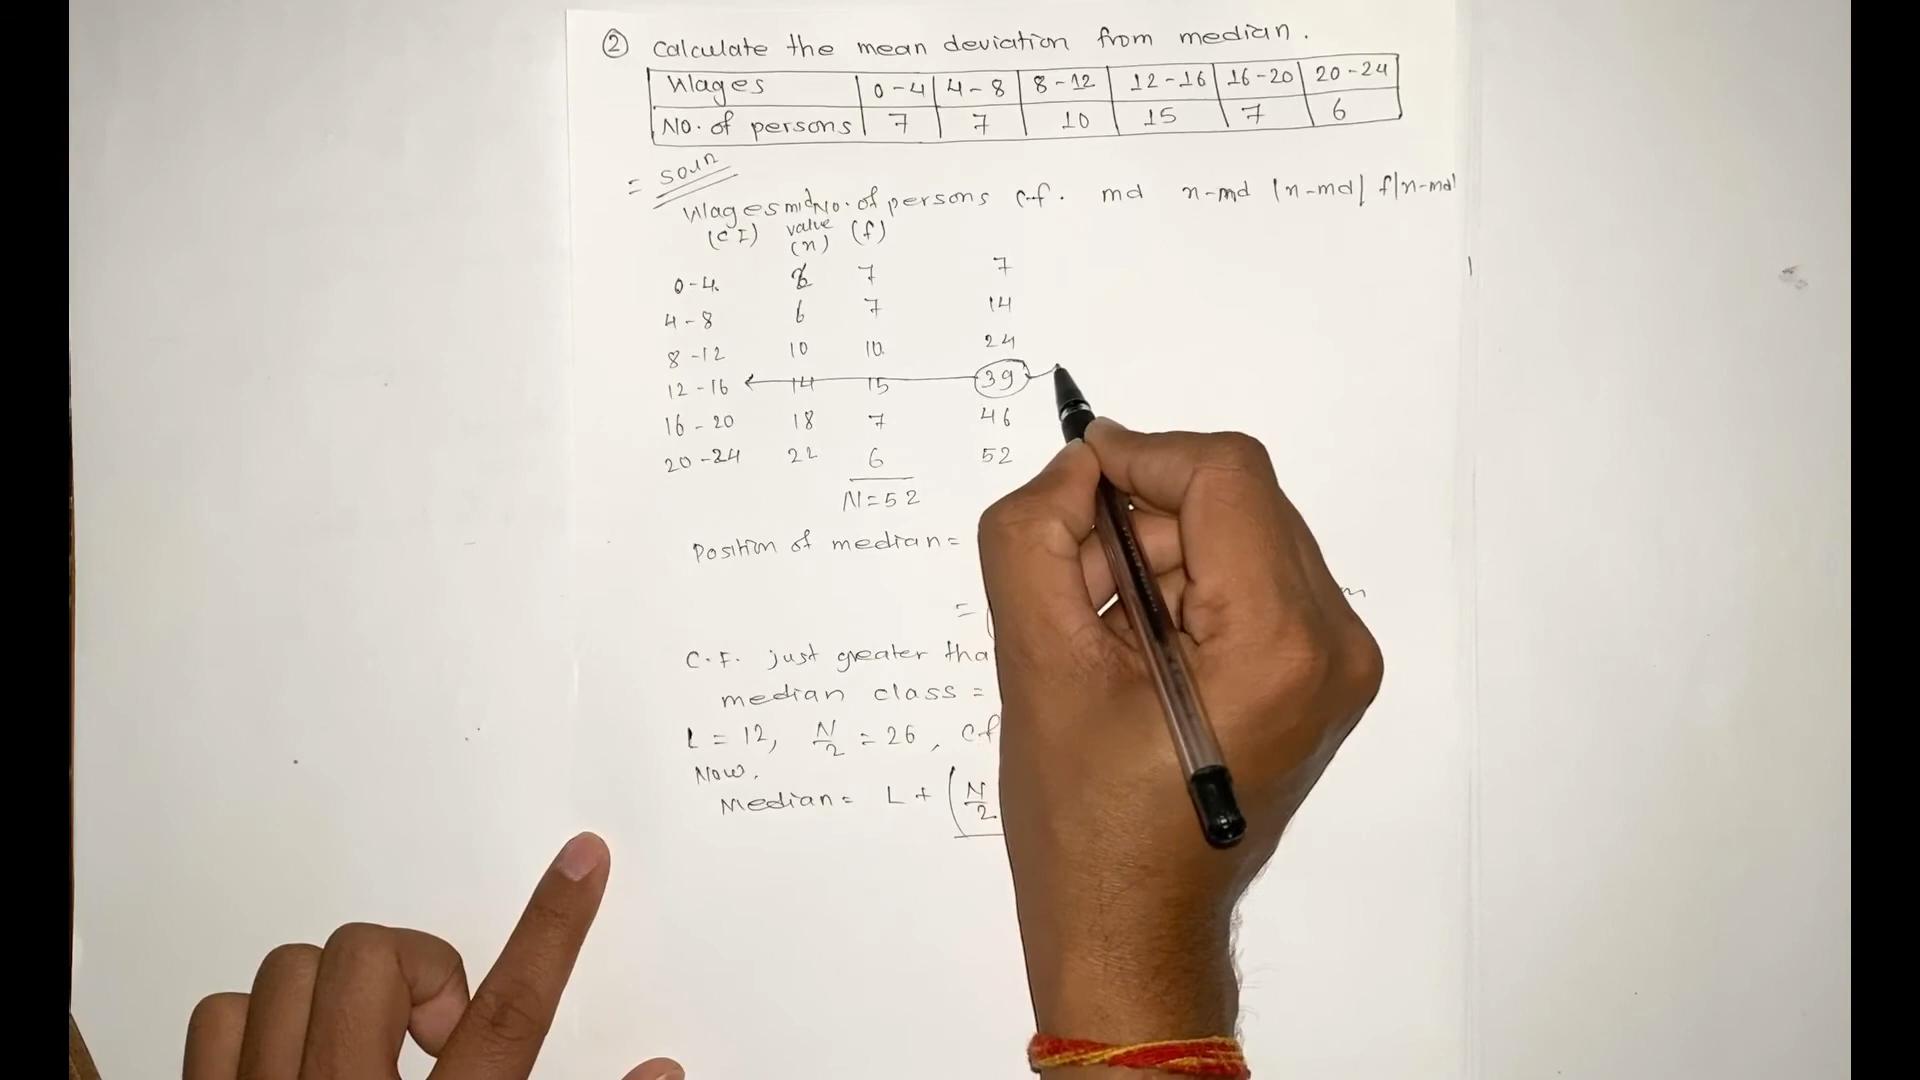 ② Calculate the mean deviation from median.
Wages 0-4 4-8 8-12 12-16 16-20 20-24
No. of persons 7 7 10 15 7 6
= Soln
Wages mid No. of persons c.f. md x-md |x-md| f|x-md|
(CI) value (f)
(x)
0-4 2 7 7
4-8 6 7 14
8-12 10 10 24
12-16 14 15 39
16-20 18 7 46
20-24 22 6 52
N=52
Position of median =
=
C.F. just greater tha
median class =
L = 12, N/2 = 26, cf
Now,
Median = L + (N/2